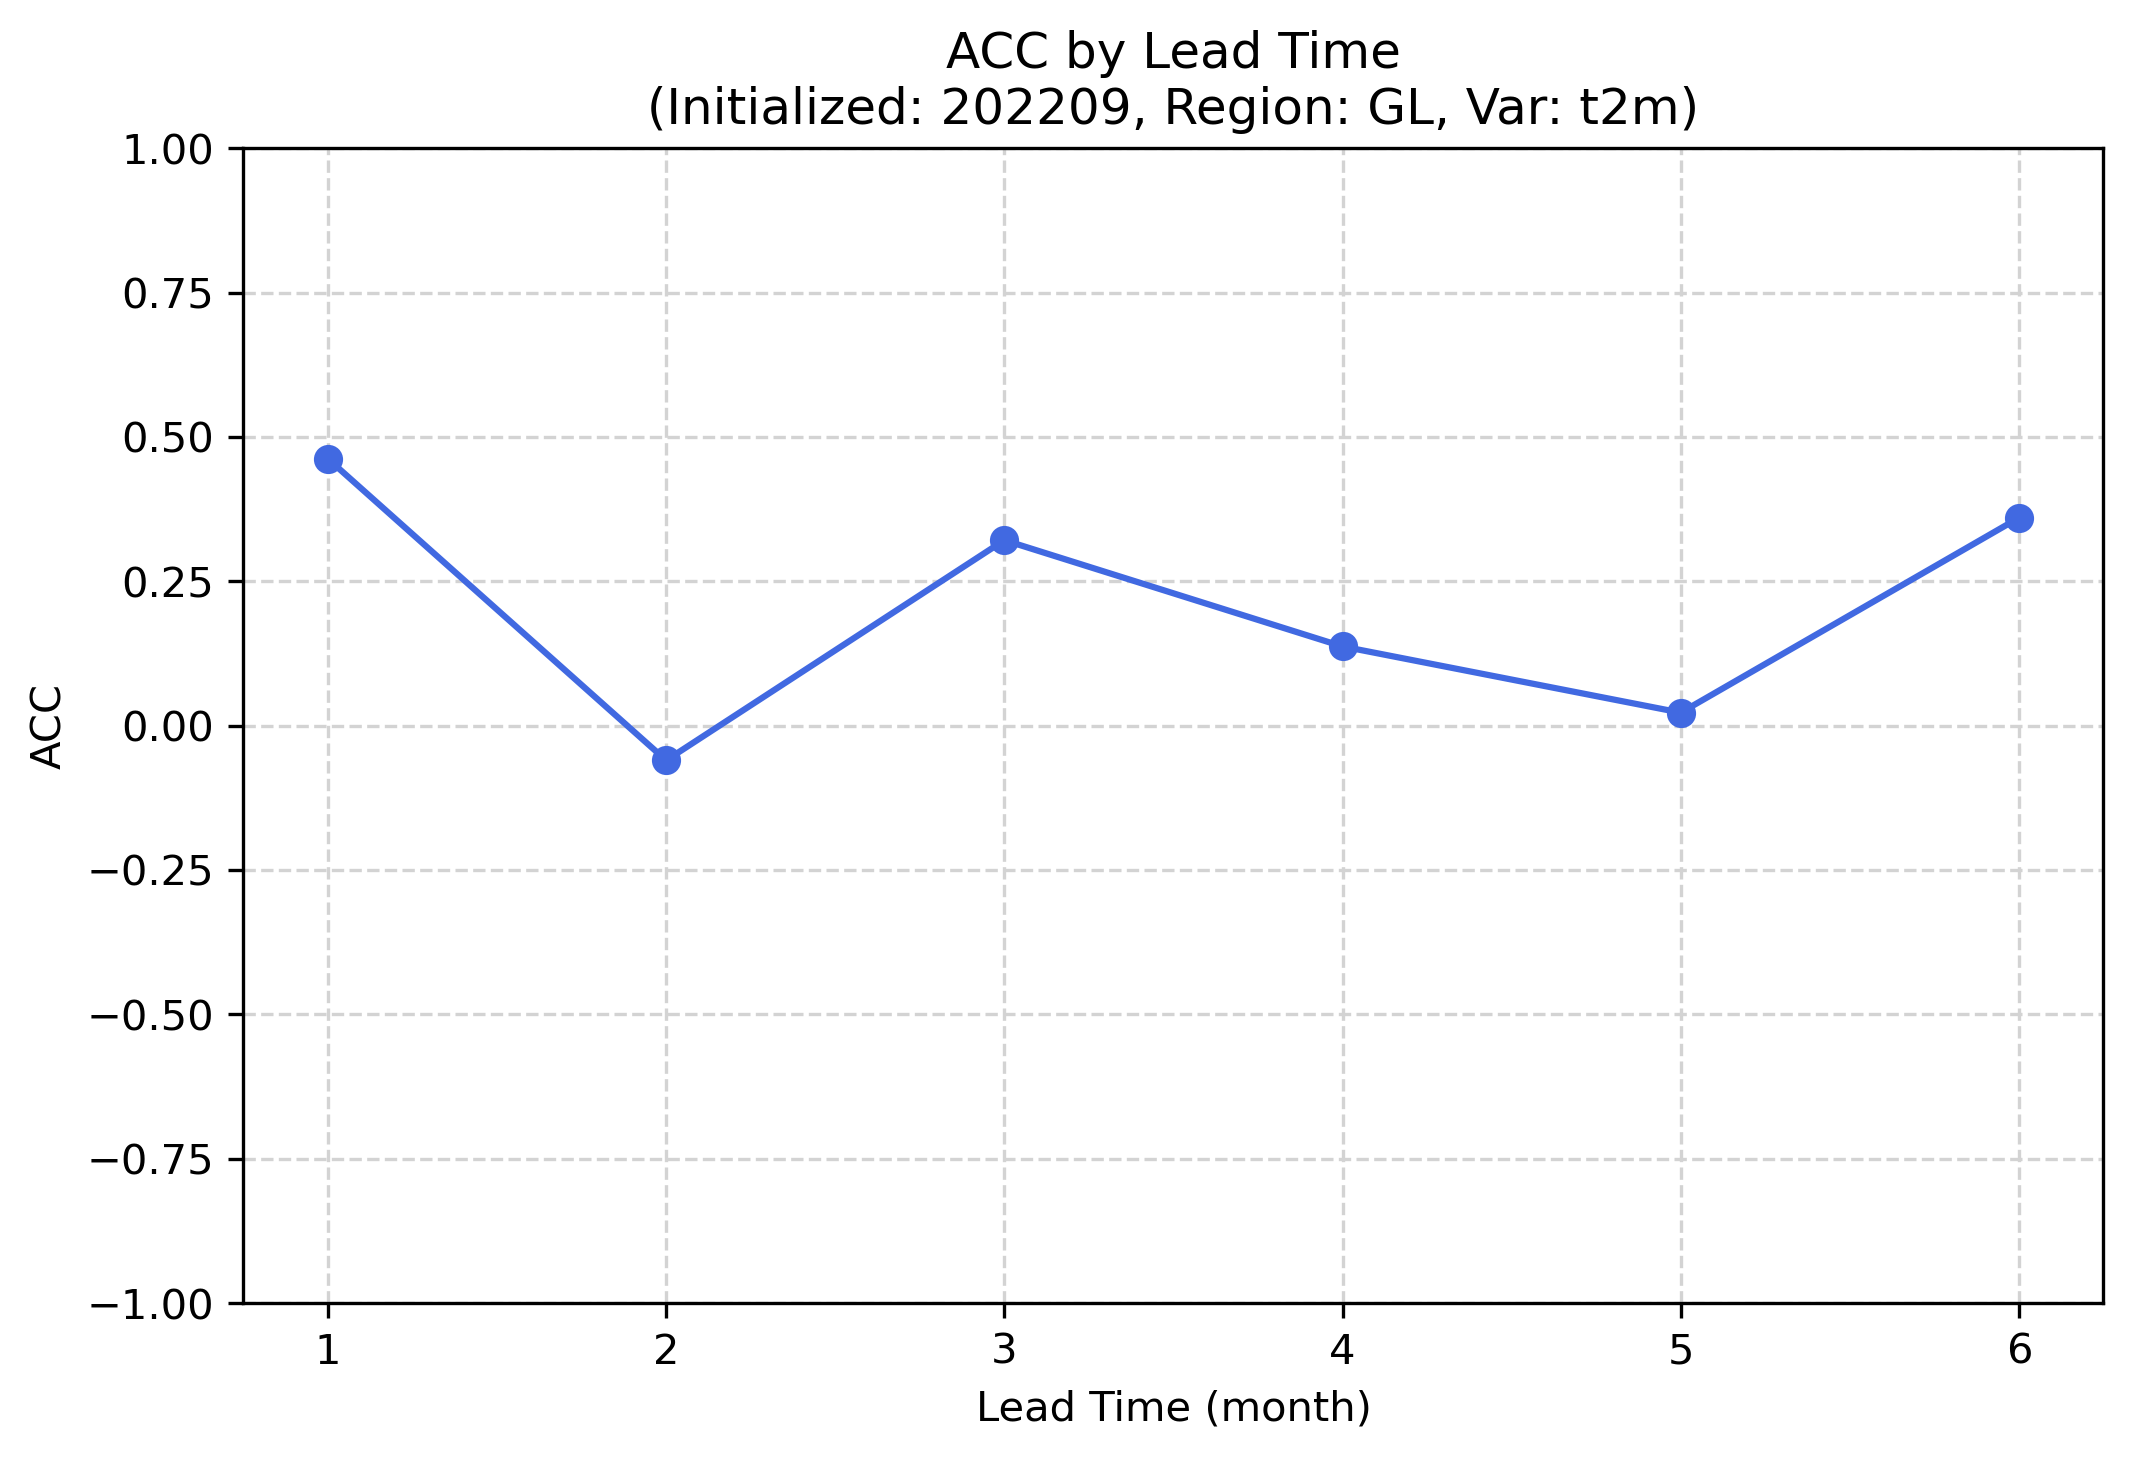 ACC by Lead Time
(Initialized: 202209, Region: GL, Var: t2m)
1.00
0.75
0.50
0.25
0.00
−0.25
−0.50
−0.75
−1.00
ACC
1 2 3 4 5 6
Lead Time (month)